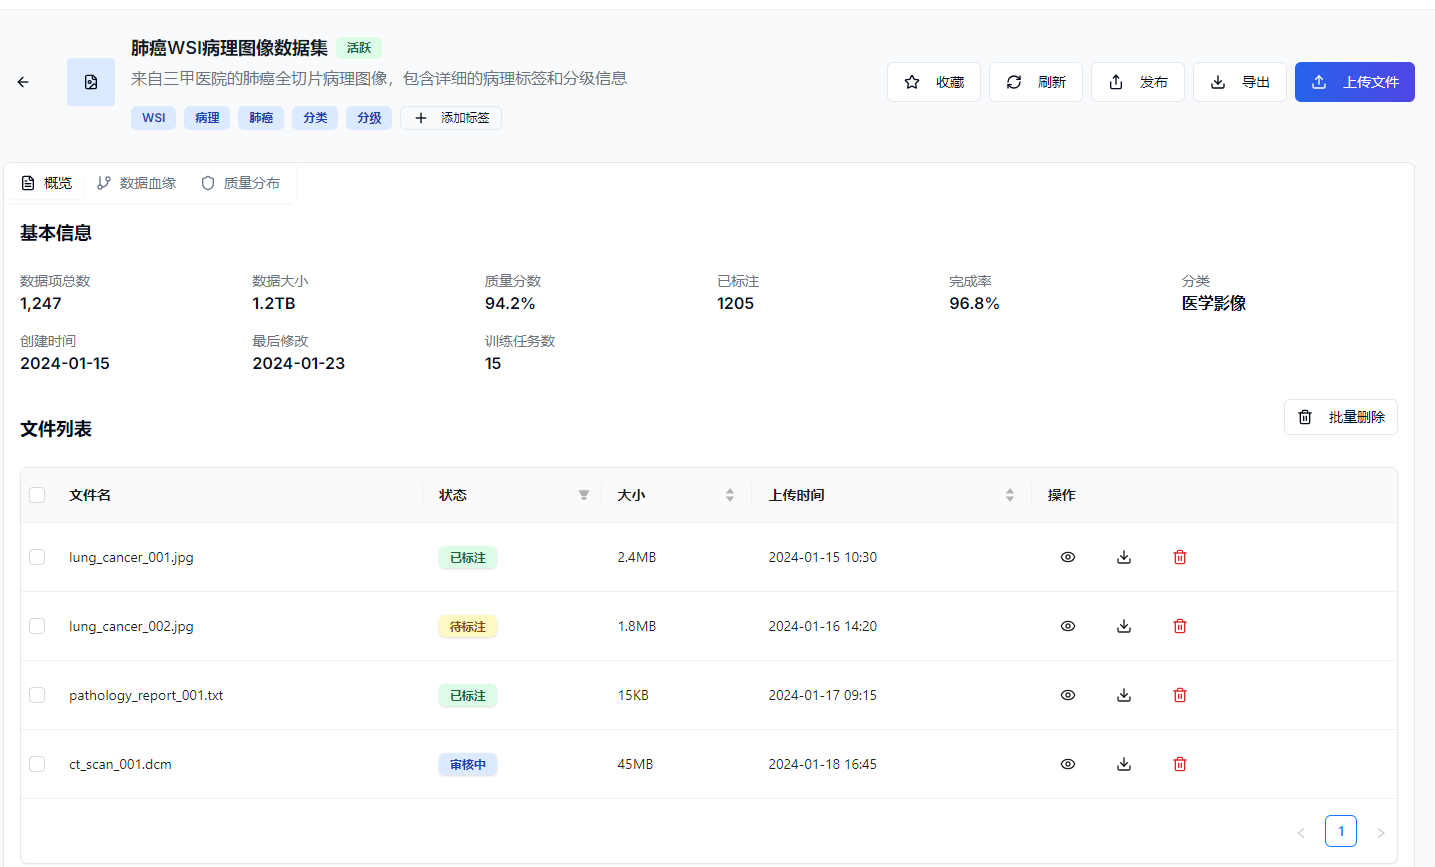 肺癌WSI病理图像数据集 活跃
来自三甲医院的肺癌全切片病理图像，包含详细的病理标签和分级信息
WSI 病理 肺癌 分类 分级 添加标签
收藏 刷新 发布 导出 上传文件
概览 数据血缘 质量分布
基本信息
数据项总数 数据大小 质量分数 已标注 完成率 分类
1,247 1.2TB 94.2% 1205 96.8% 医学影像
创建时间 最后修改 训练任务数
2024-01-15 2024-01-23 15
文件列表 批量删除
文件名 状态 大小 上传时间 操作
lung_cancer_001.jpg 已标注 2.4MB 2024-01-15 10:30
lung_cancer_002.jpg 待标注 1.8MB 2024-01-16 14:20
pathology_report_001.txt 已标注 15KB 2024-01-17 09:15
ct_scan_001.dcm 审核中 45MB 2024-01-18 16:45
1